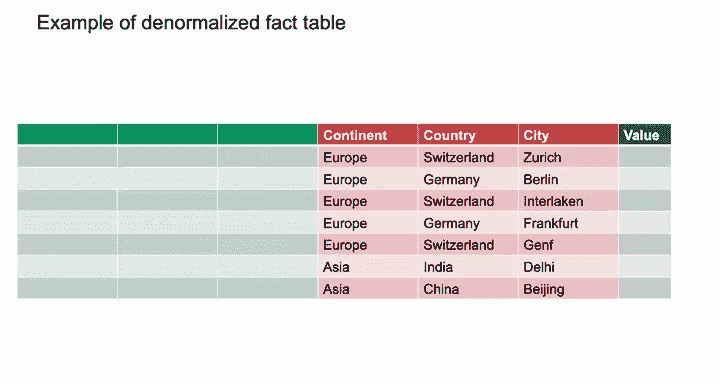 Example of denormalized fact table
Continent Country City Value
Europe Switzerland Zurich
Europe Germany Berlin
Europe Switzerland Interlaken
Europe Germany Frankfurt
Europe Switzerland Genf
Asia India Delhi
Asia China Beijing